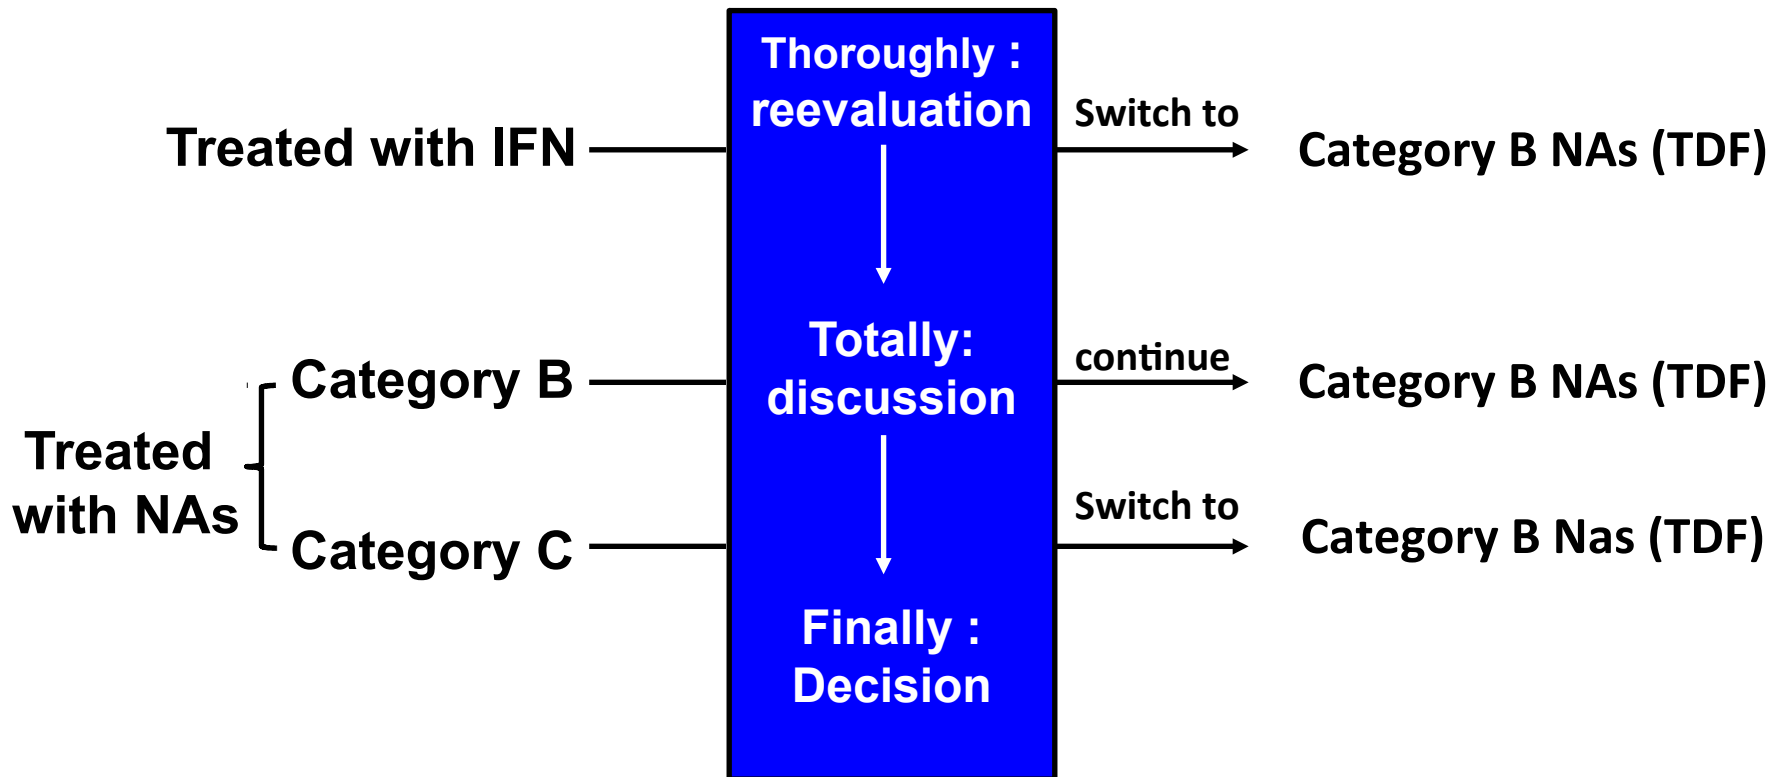 Thoroughly :
reevaluation
Switch to
Treated with IFN
Category B NAs (TDF)
Totally:
discussion
continue
Category B
Category B NAs (TDF)
Treated
with NAs
Switch to
Category C
Category B Nas (TDF)
Finally :
Decision